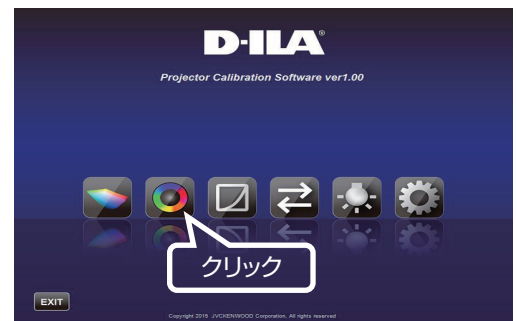 D-ILA®
Projector Calibration Software ver1.00
クリック
EXIT
Copyright 2015 JVCKENWOOD Corporation, All rights reserved